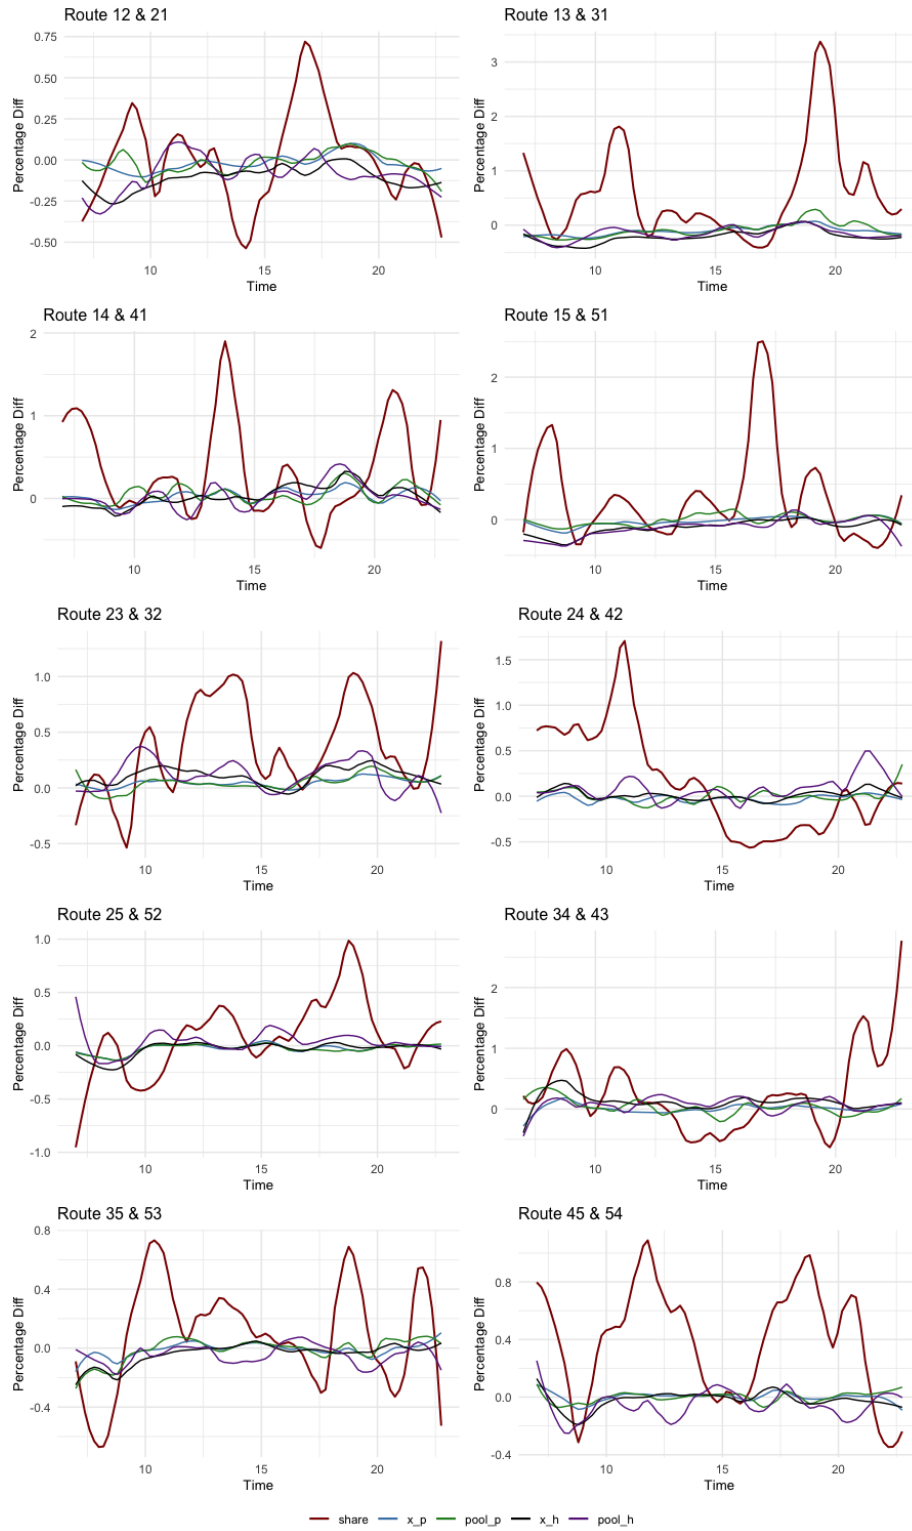 Route 12 & 21
Percentage Diff
0.75
0.50
0.25
0.00
-0.25
-0.50
10 15 20
Time
Route 13 & 31
Percentage Diff
3
2
1
0
10 15 20
Time
Route 14 & 41
Percentage Diff
2
1
0
10 15 20
Time
Route 15 & 51
Percentage Diff
2
1
0
10 15 20
Time
Route 23 & 32
Percentage Diff
1.0
0.5
0.0
-0.5
10 15 20
Time
Route 24 & 42
Percentage Diff
1.5
1.0
0.5
0.0
-0.5
10 15 20
Time
Route 25 & 52
Percentage Diff
1.0
0.5
0.0
-0.5
-1.0
10 15 20
Time
Route 34 & 43
Percentage Diff
2
1
0
10 15 20
Time
Route 35 & 53
Percentage Diff
0.8
0.4
0.0
-0.4
10 15 20
Time
Route 45 & 54
Percentage Diff
0.8
0.4
0.0
-0.4
10 15 20
Time
share x_p pool_p x_h pool_h